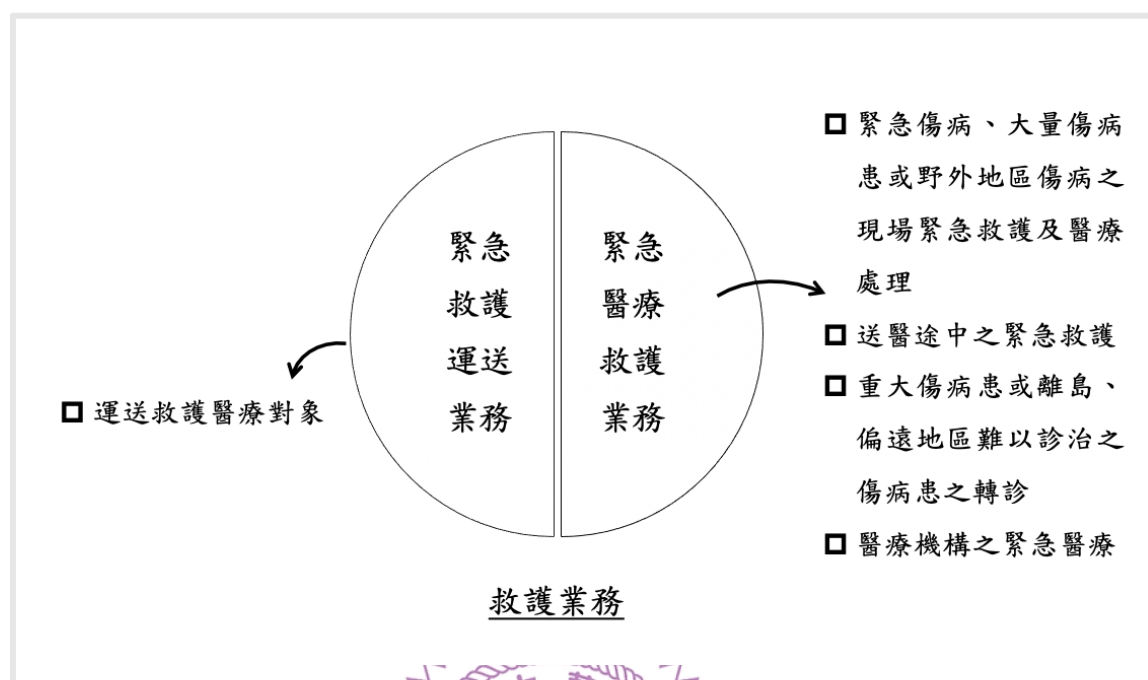 緊急
救護
運送
業務
緊急
醫療
救護
業務
運送救護醫療對象
緊急傷病、大量傷病
患或野外地區傷病之
現場緊急救護及醫療
處理
送醫途中之緊急救護
重大傷病患或離島、
偏遠地區難以診治之
傷病患之轉診
醫療機構之緊急醫療
救護業務